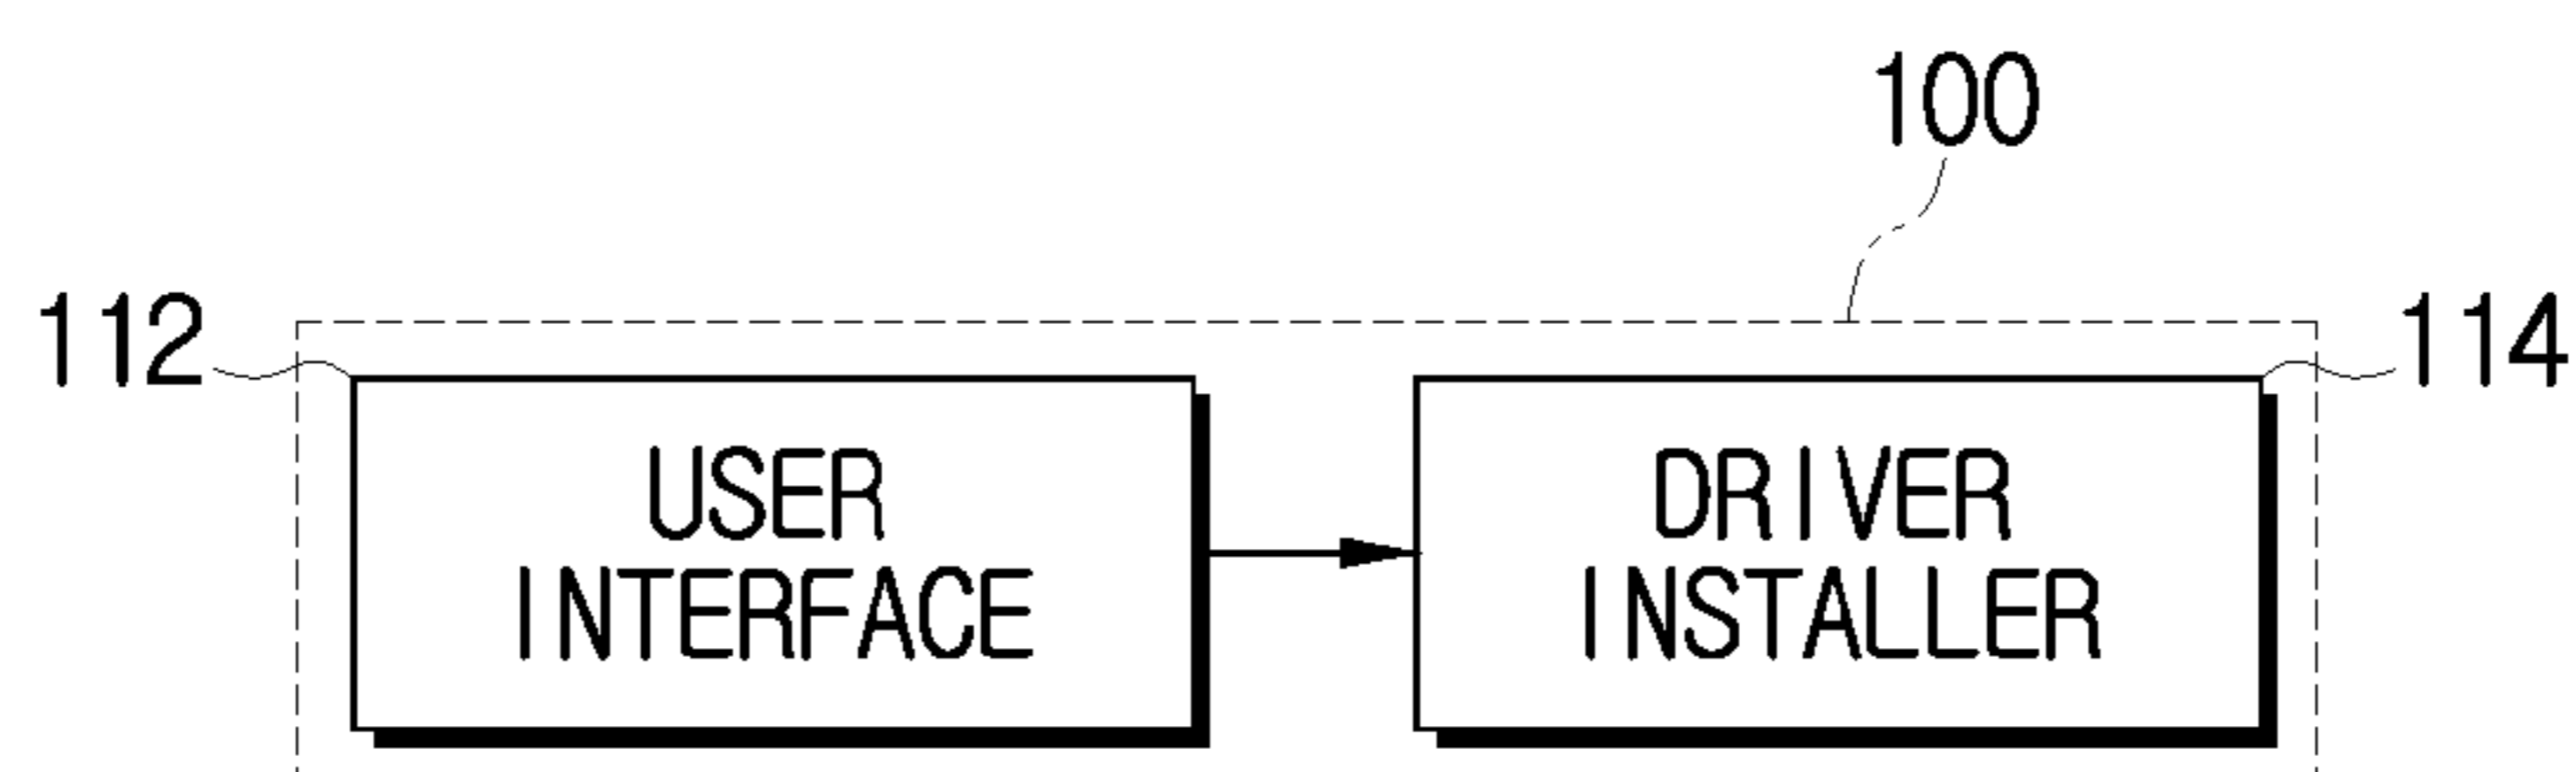 100
112
114
USER
INTERFACE
DRIVER
INSTALLER